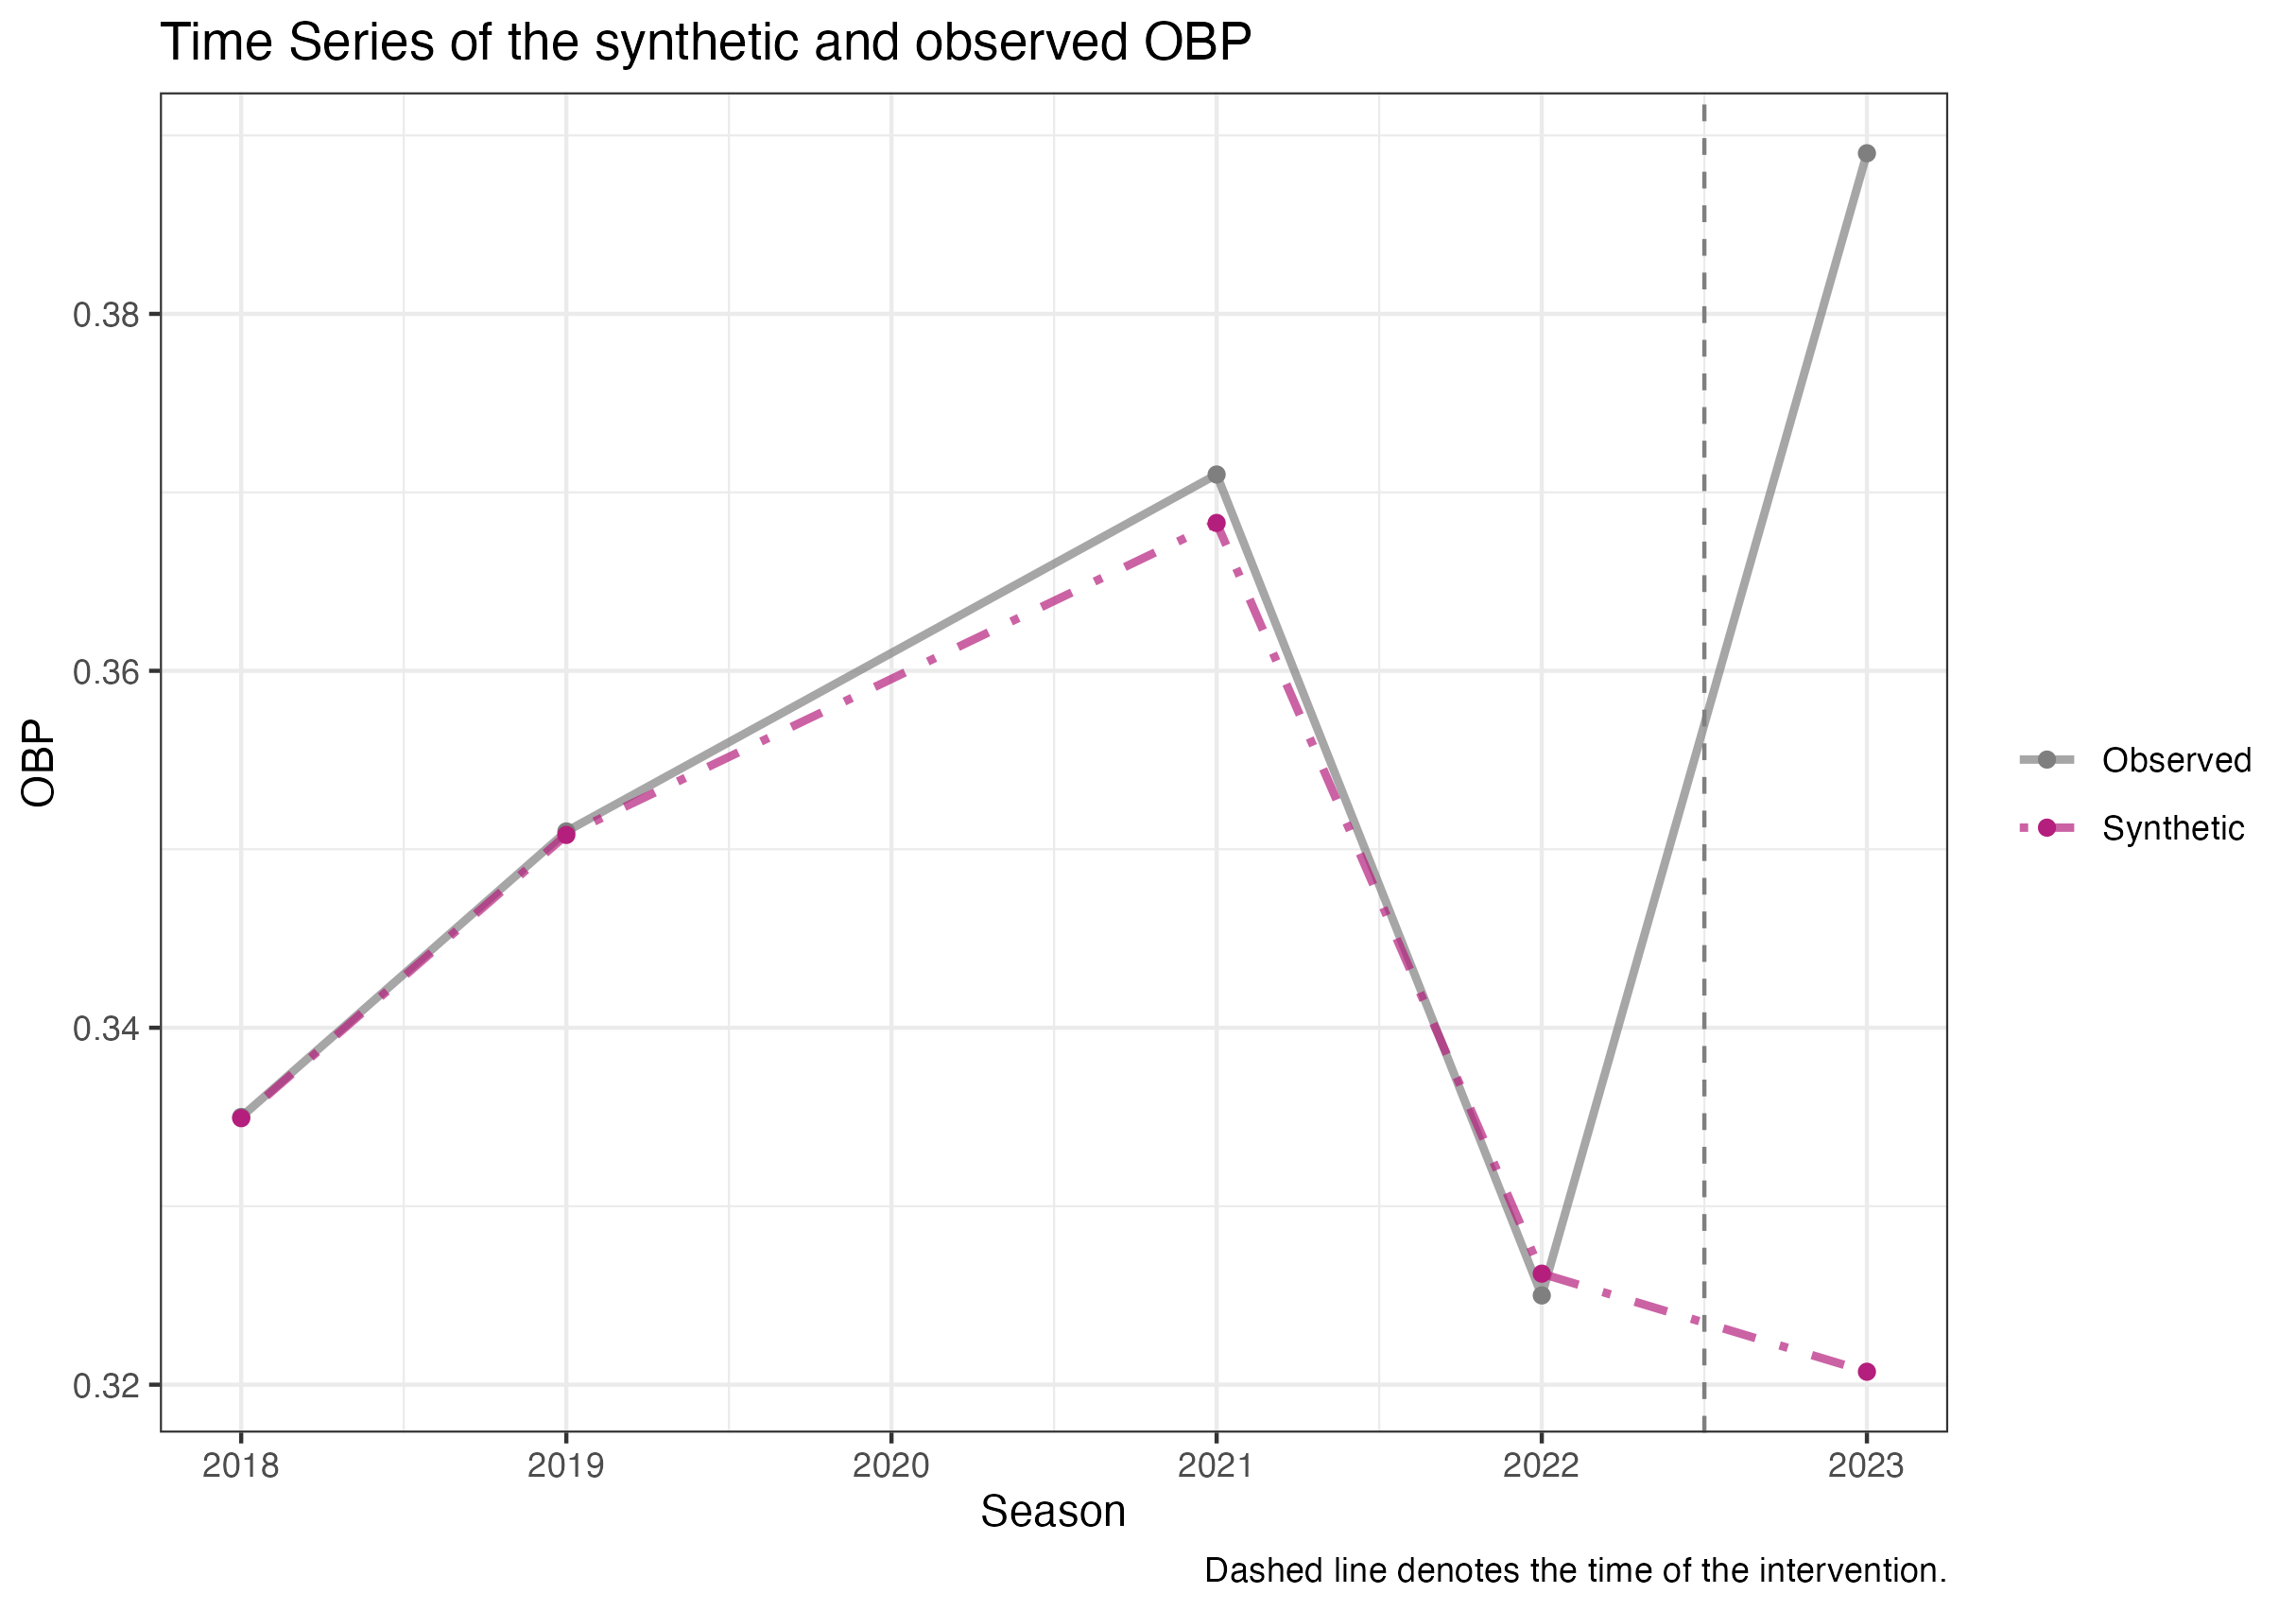 Time Series of the synthetic and observed OBP
OBP
0.38
0.36
0.34
0.32
2018 2019 2020 2021 2022 2023
Season
Observed
Synthetic
Dashed line denotes the time of the intervention.